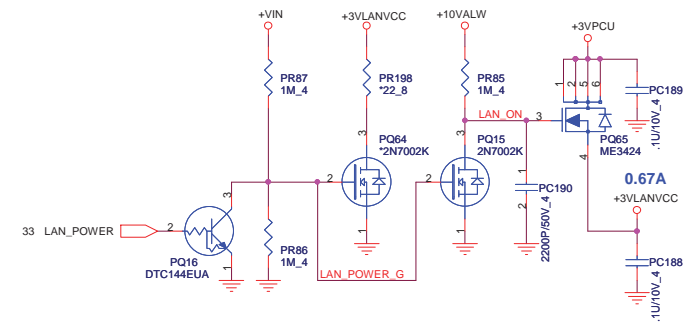 +VIN
+3VLANVCC
+10VALW
+3VPCU
PR87
1M_4
PR198
*22_8
PR85
1M_4
1
2
5
6
PC189
.1U/10V_4
LAN_ON
3
PQ65
ME3424
4
3
PQ64
*2N7002K
2
1
3
PQ15
2N7002K
2
1
1
PC190
2
2200P/50V_4
0.67A
+3VLANVCC
33 LAN_POWER
2
3
1
PQ16
DTC144EUA
PR86
1M_4
LAN_POWER_G
PC188
.1U/10V_4